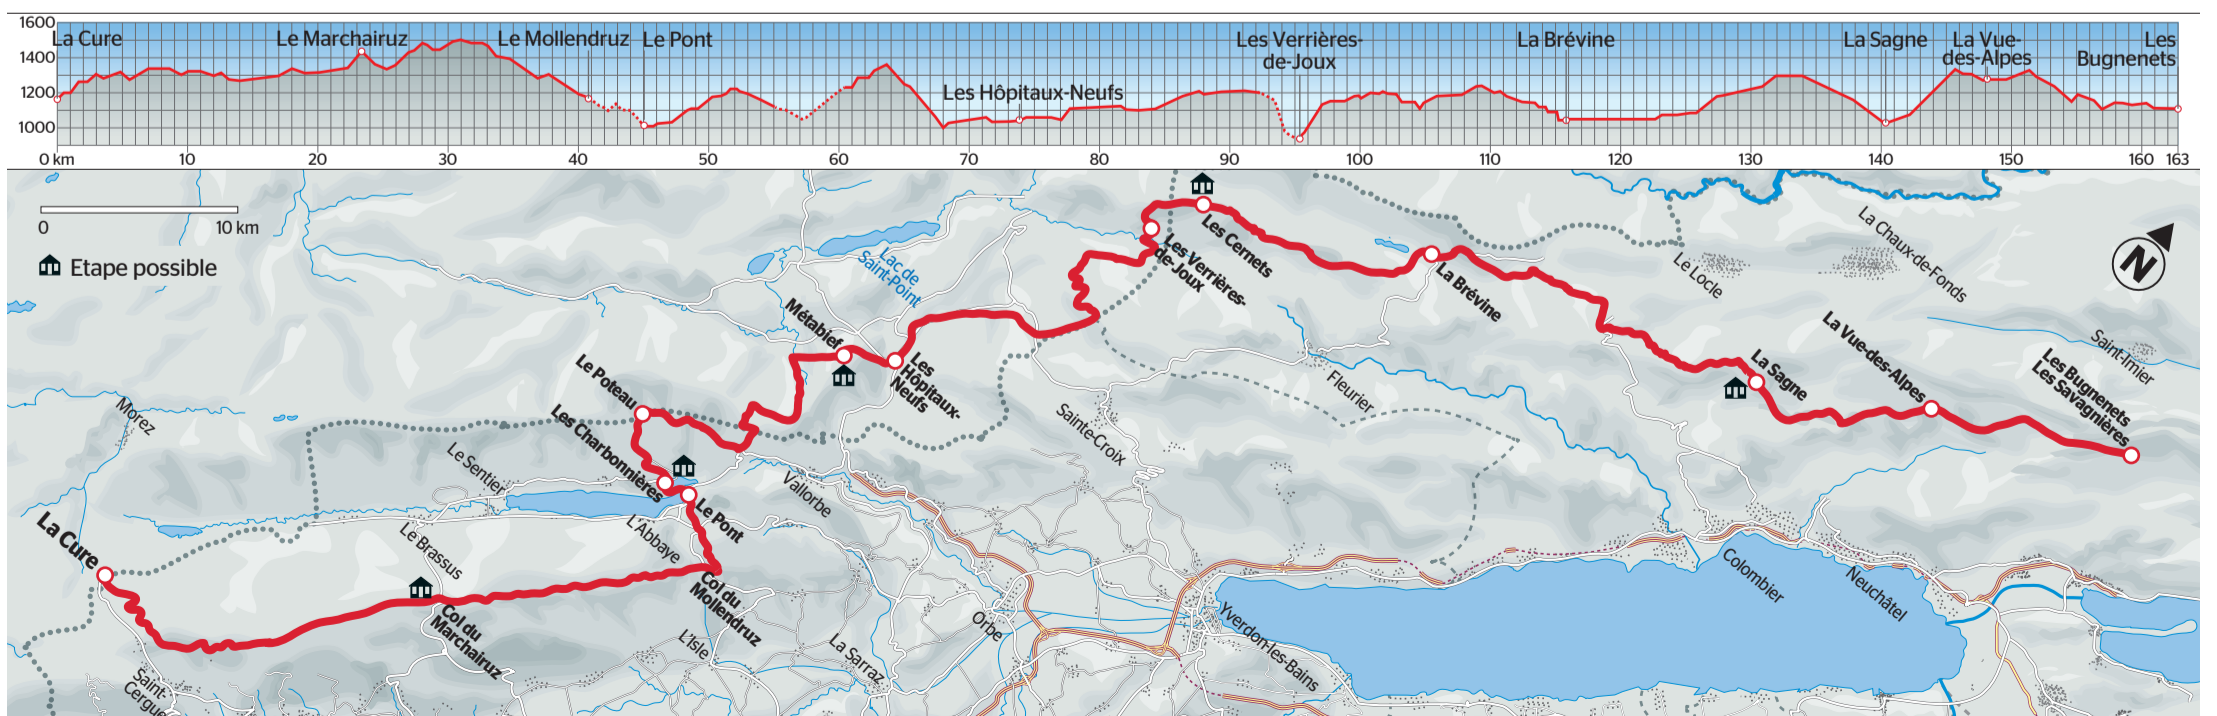 1600
1400
1200
1000
La Cure
Le Marchairuz
Le Mollendruz
Le Pont
Les Hôpitaux-Neufs
Les Verrières-
de-Joux
La Brévine
La Sagne
La Vue-
des-Alpes
Les
Bugnenets
0 km
10
20
30
40
50
60
70
80
90
100
110
120
130
140
150
160
163
0
10 km
Etape possible
N
Lac de
Saint-Point
Les Cernets
Les Verrières-
de-Joux
La Brévine
Le Locle
La Chaux-de-Fonds
Saint-Imier
Métabief
Les
Hôpitaux-
Neufs
Le Poteau
Les Charbonnières
Le Pont
Morez
Le Sentier
Le Brassus
L'Abbaye
Vallorbe
Sainte-Croix
Fleurier
La Sagne
La Vue-des-Alpes
Les Bugnenets
Les Savagnières
La Cure
Col du
Marchairuz
Col du
Mollendruz
Saint-
Cergue
L'Isle
La Sarraz
Orbe
Yverdon-les-Bains
Colombier
Neuchâtel